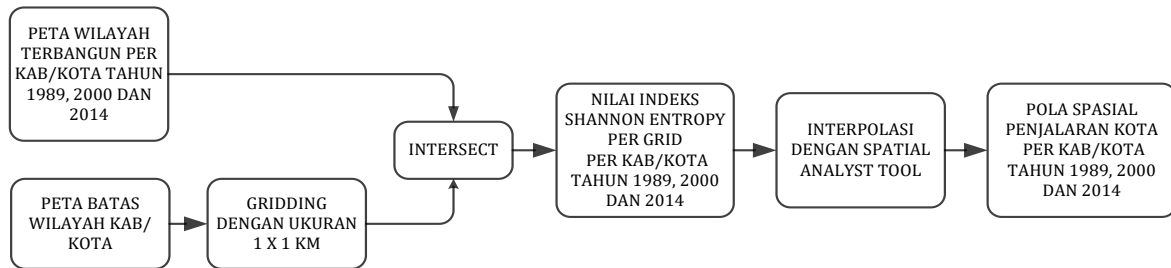 PETA WILAYAH
TERBANGUN PER
KAB/KOTA TAHUN
1989, 2000 DAN
2014
PETA BATAS
WILAYAH KAB/
KOTA
GRIDDING
DENGAN UKURAN
1 X 1 KM
INTERSECT
NILAI INDEKS
SHANNON ENTROPY
PER GRID
PER KAB/KOTA
TAHUN 1989, 2000
DAN 2014
INTERPOLASI
DENGAN SPATIAL
ANALYST TOOL
POLA SPASIAL
PENJALARAN KOTA
PER KAB/KOTA
TAHUN 1989, 2000
DAN 2014